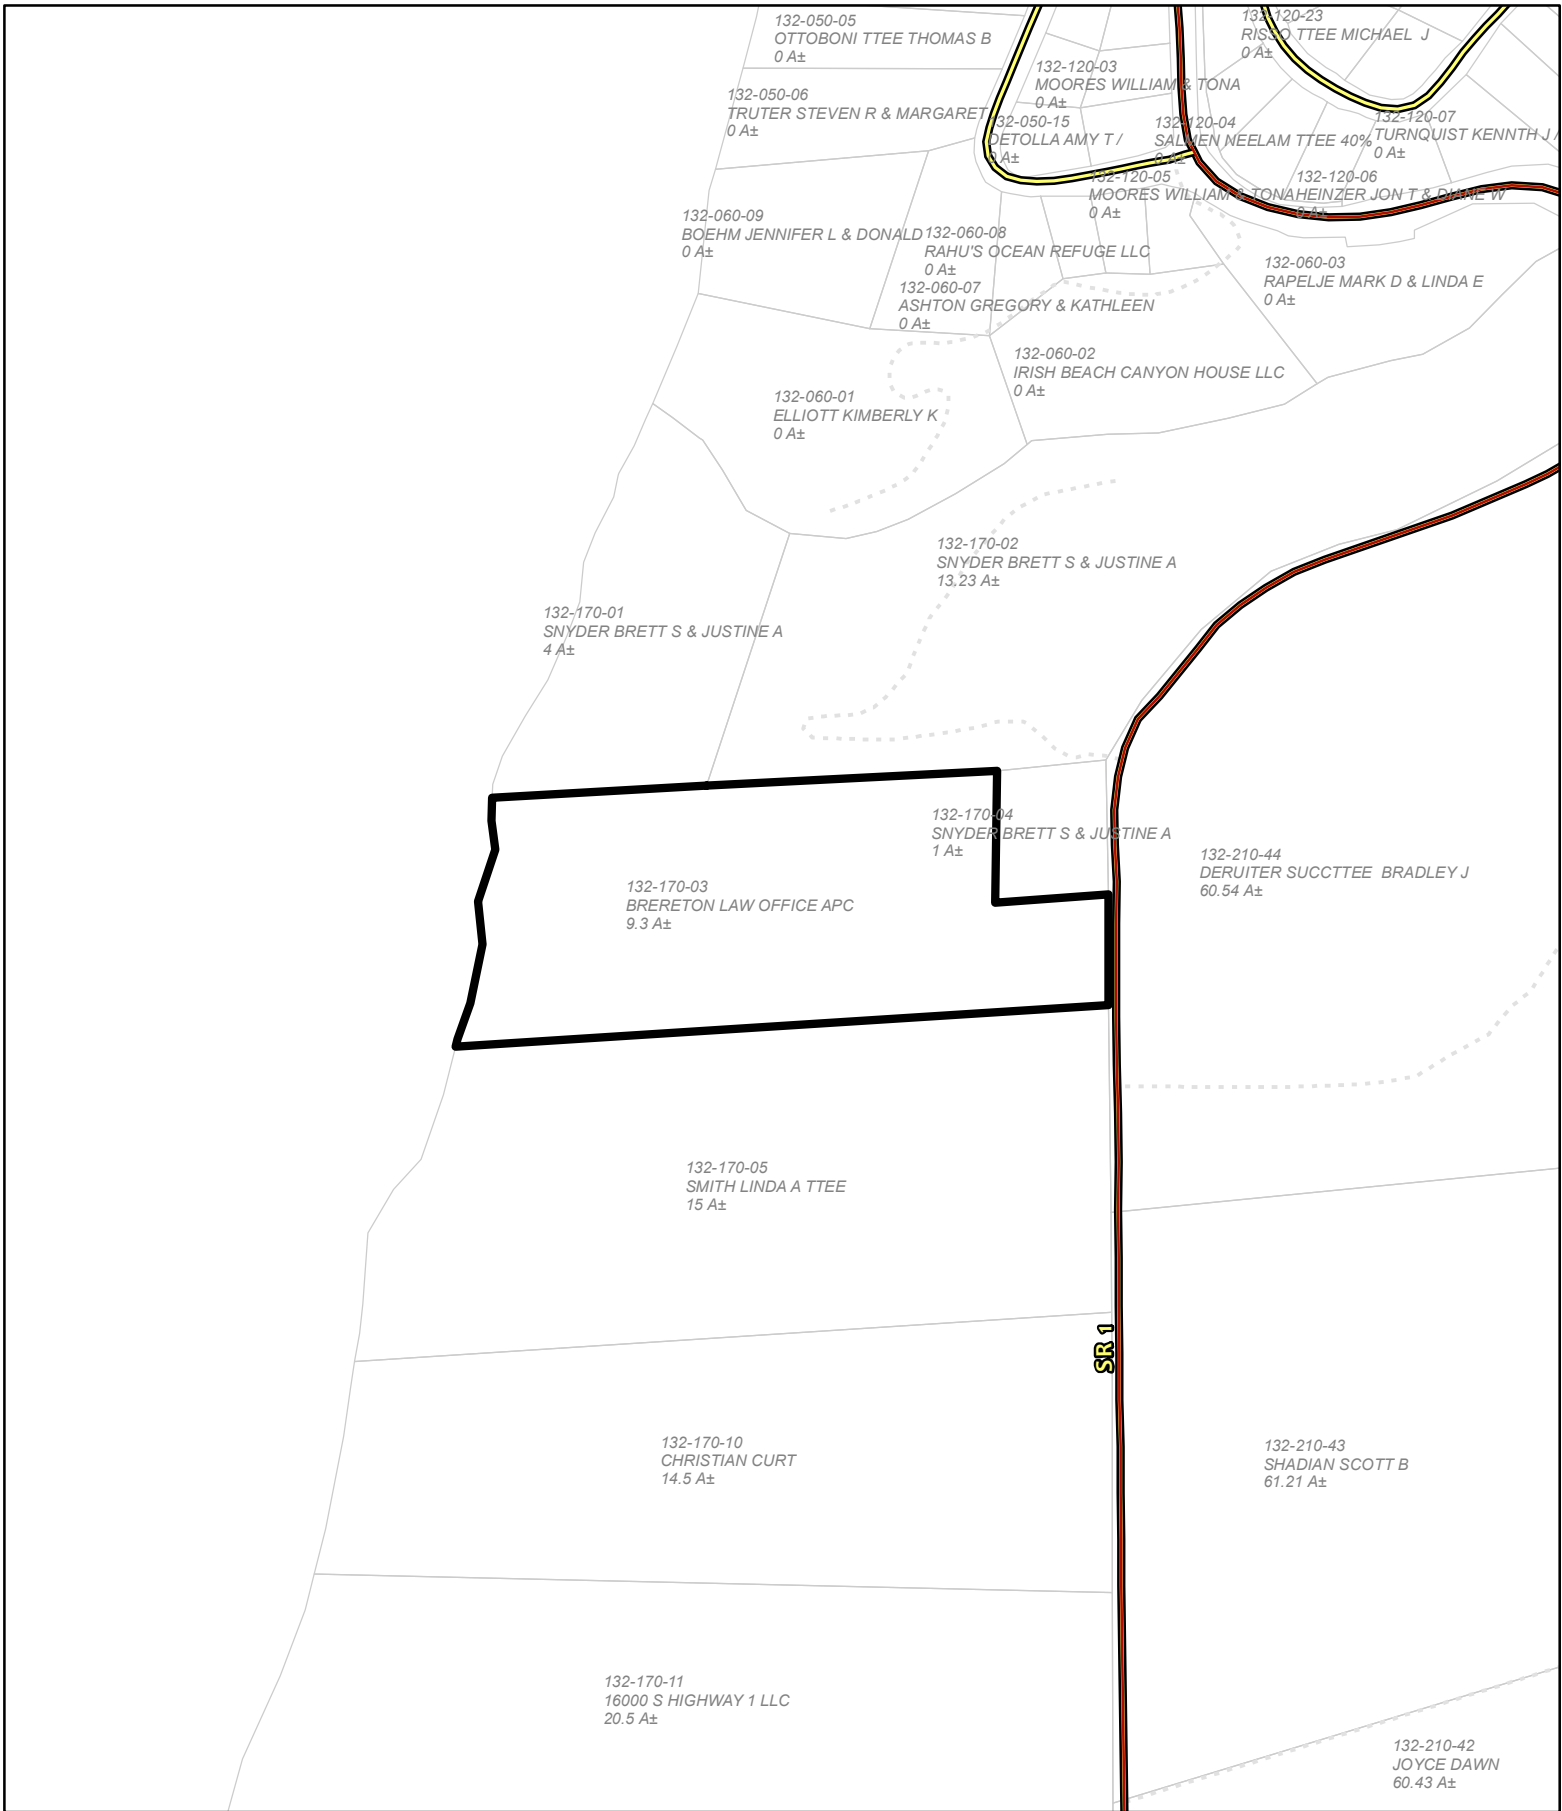 132-050-05
OTTOBONI TTEE THOMAS B
0 A±
132-120-23
RISSO TTEE MICHAEL J
0 A±
132-120-03
MOORES WILLIAM & TONA
0 A±
132-050-06
TRUTER STEVEN R & MARGARET
0 A±
132-050-15
DETOLLA AMY T /
0 A±
132-120-04
SALMEN NEELAM TTEE 40%
0 A±
132-120-07
TURNQUIST KENNTH J /
0 A±
132-120-05
MOORES WILLIAM & TONA
0 A±
132-120-06
HEINZER JON T & DIANE W
0 A±
132-060-09
BOEHM JENNIFER L & DONALD
0 A±
132-060-08
RAHU'S OCEAN REFUGE LLC
0 A±
132-060-03
RAPELJE MARK D & LINDA E
0 A±
132-060-07
ASHTON GREGORY & KATHLEEN
0 A±
132-060-02
IRISH BEACH CANYON HOUSE LLC
0 A±
132-060-01
ELLIOTT KIMBERLY K
0 A±
132-170-02
SNYDER BRETT S & JUSTINE A
13.23 A±
132-170-01
SNYDER BRETT S & JUSTINE A
4 A±
132-170-04
SNYDER BRETT S & JUSTINE A
1 A±
132-210-44
DERUITER SUCCTTEE BRADLEY J
60.54 A±
132-170-03
BRERETON LAW OFFICE APC
9.3 A±
132-170-05
SMITH LINDA A TTEE
15 A±
SR 1
132-170-10
CHRISTIAN CURT
14.5 A±
132-210-43
SHADIAN SCOTT B
61.21 A±
132-170-11
16000 S HIGHWAY 1 LLC
20.5 A±
132-210-42
JOYCE DAWN
60.43 A±